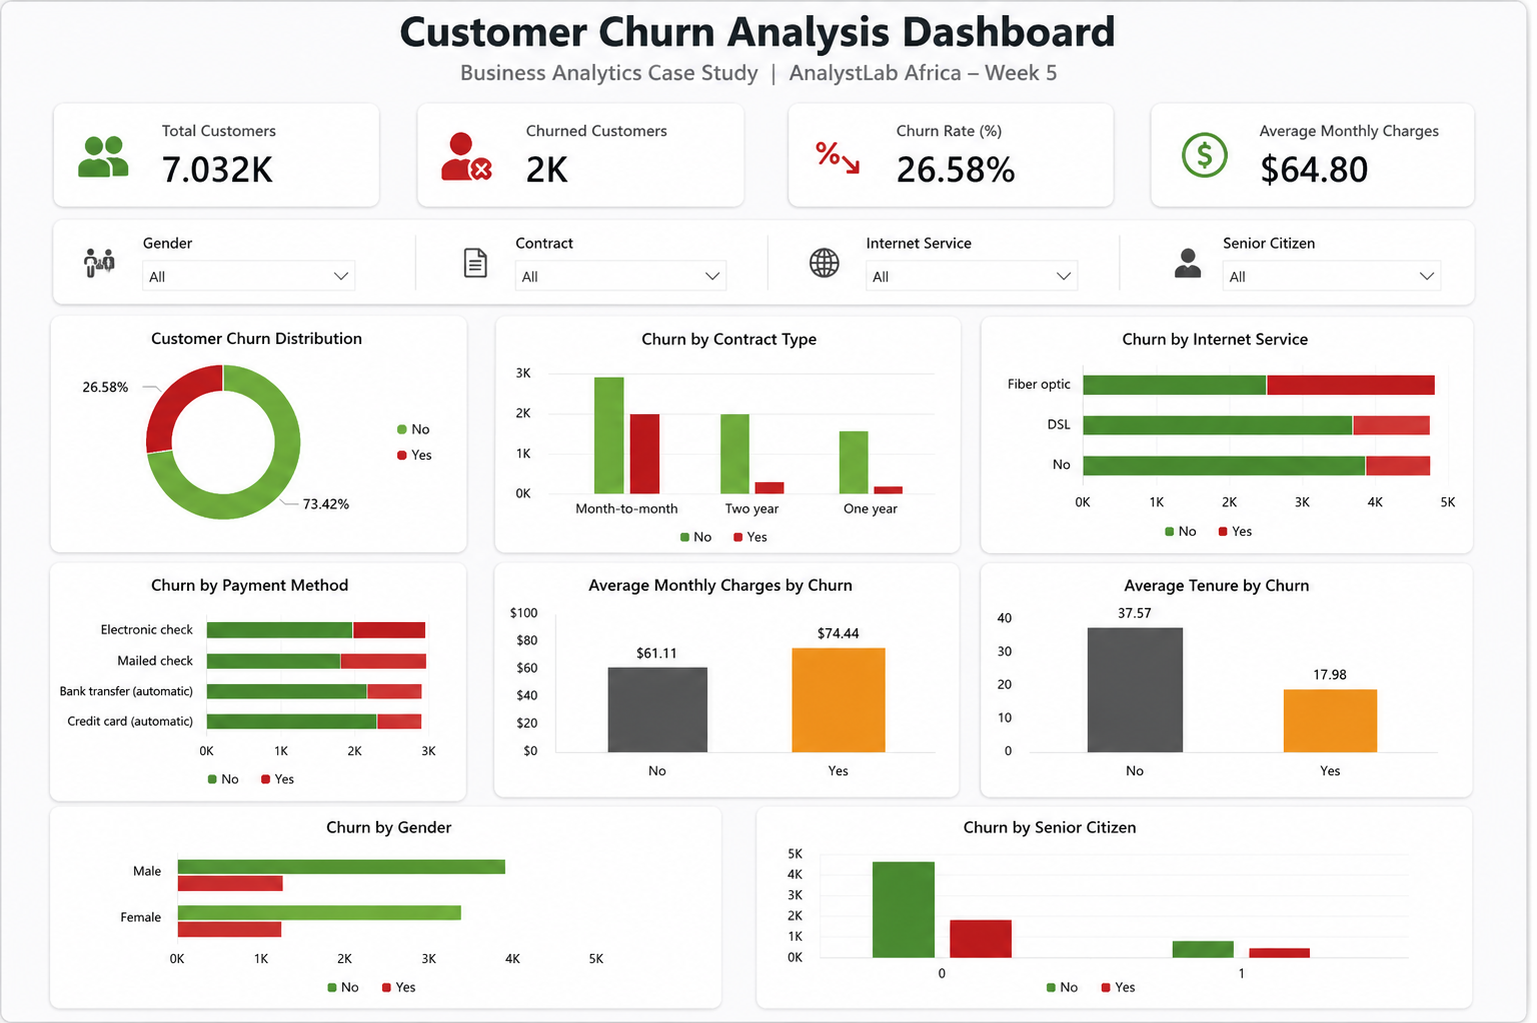 Customer Churn Analysis Dashboard
Business Analytics Case Study | AnalystLab Africa – Week 5
Total Customers
7.032K
Churned Customers
2K
%
Churn Rate (%)
26.58%
$
Average Monthly Charges
$64.80
Gender
All
Contract
All
Internet Service
All
Senior Citizen
All
Customer Churn Distribution
26.58%
73.42%
No
Yes
Churn by Contract Type
3K
2K
1K
0K
Month-to-month
Two year
One year
No
Yes
Churn by Internet Service
Fiber optic
DSL
No
0K 1K 2K 3K 4K 5K
No
Yes
Churn by Payment Method
Electronic check
Mailed check
Bank transfer (automatic)
Credit card (automatic)
0K 1K 2K 3K
No
Yes
Average Monthly Charges by Churn
$100
$80
$60
$40
$20
$0
$61.11
$74.44
No
Yes
Average Tenure by Churn
40
30
20
10
0
37.57
17.98
No
Yes
Churn by Gender
Male
Female
0K 1K 2K 3K 4K 5K
No
Yes
Churn by Senior Citizen
5K
4K
3K
2K
1K
0K
0
1
No
Yes